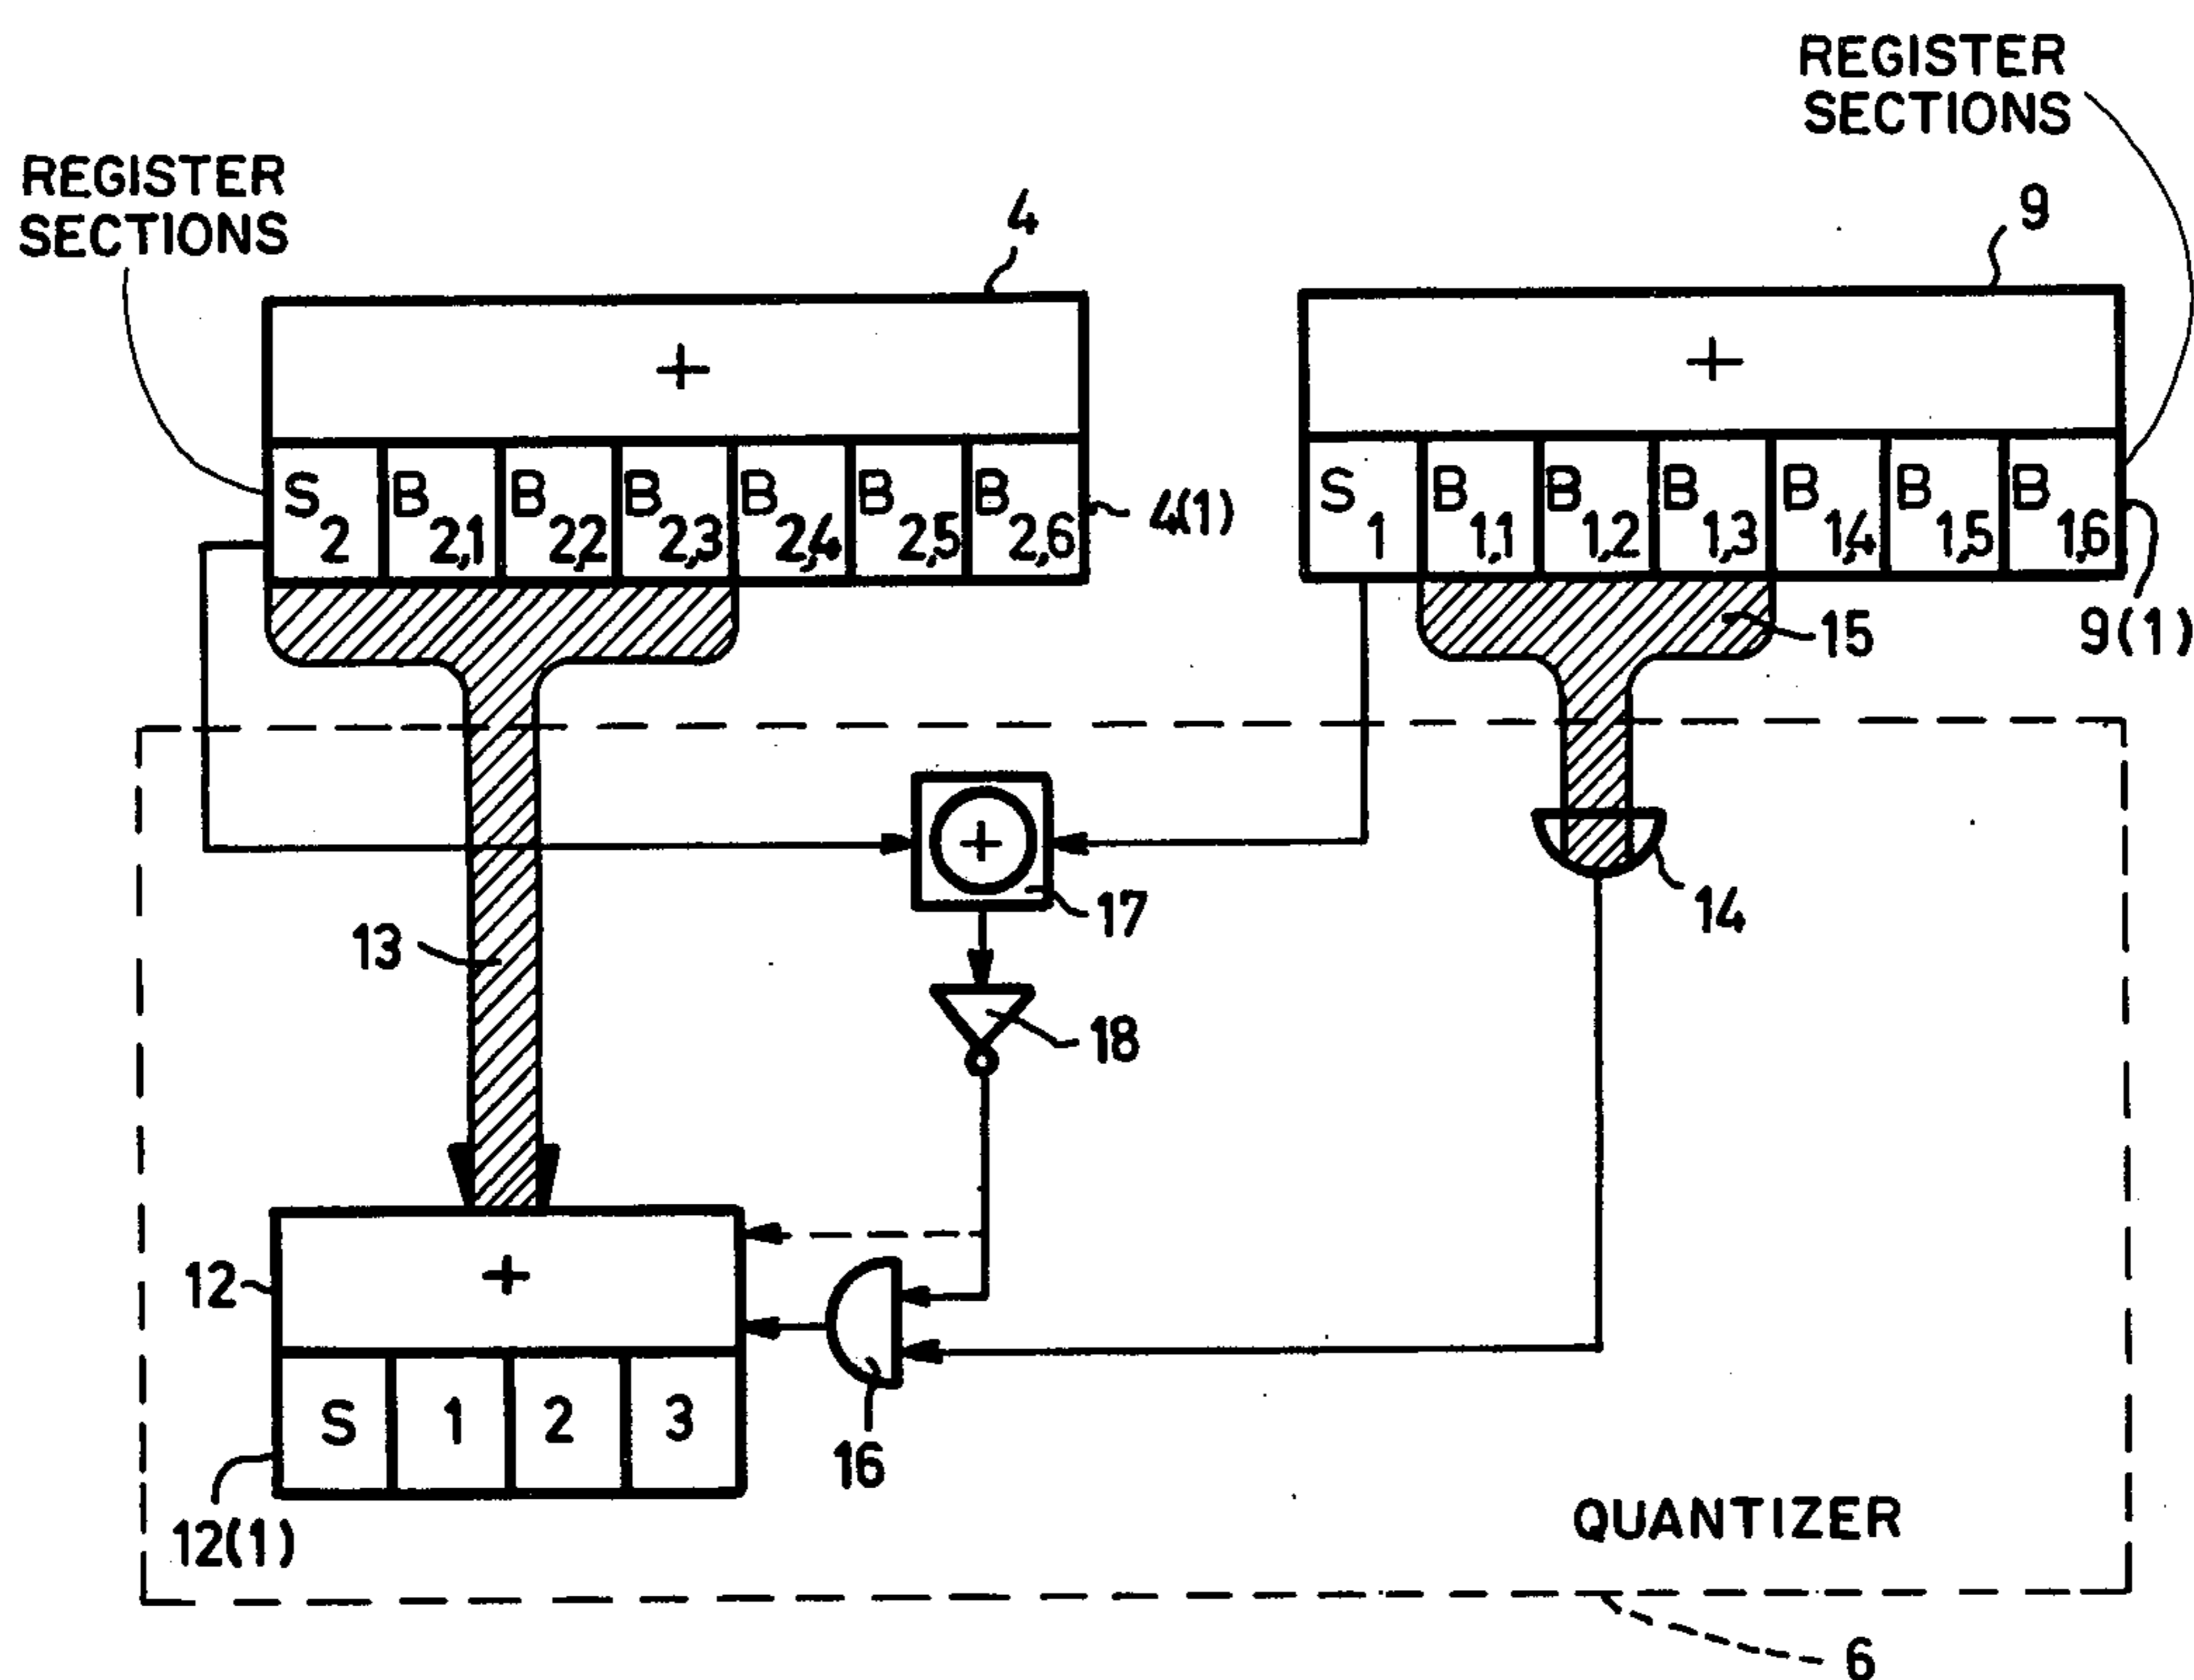 REGISTER
SECTIONS
REGISTER
SECTIONS
4
9
+
+
S2 B2,1 B2,2 B2,3 B2,4 B2,5 B2,6
4(1)
S1 B1,1 B1,2 B1,3 B1,4 B1,5 B1,6
9(1)
15
+
17
14
13
18
12
+
S 1 2 3
16
12(1)
QUANTIZER
6